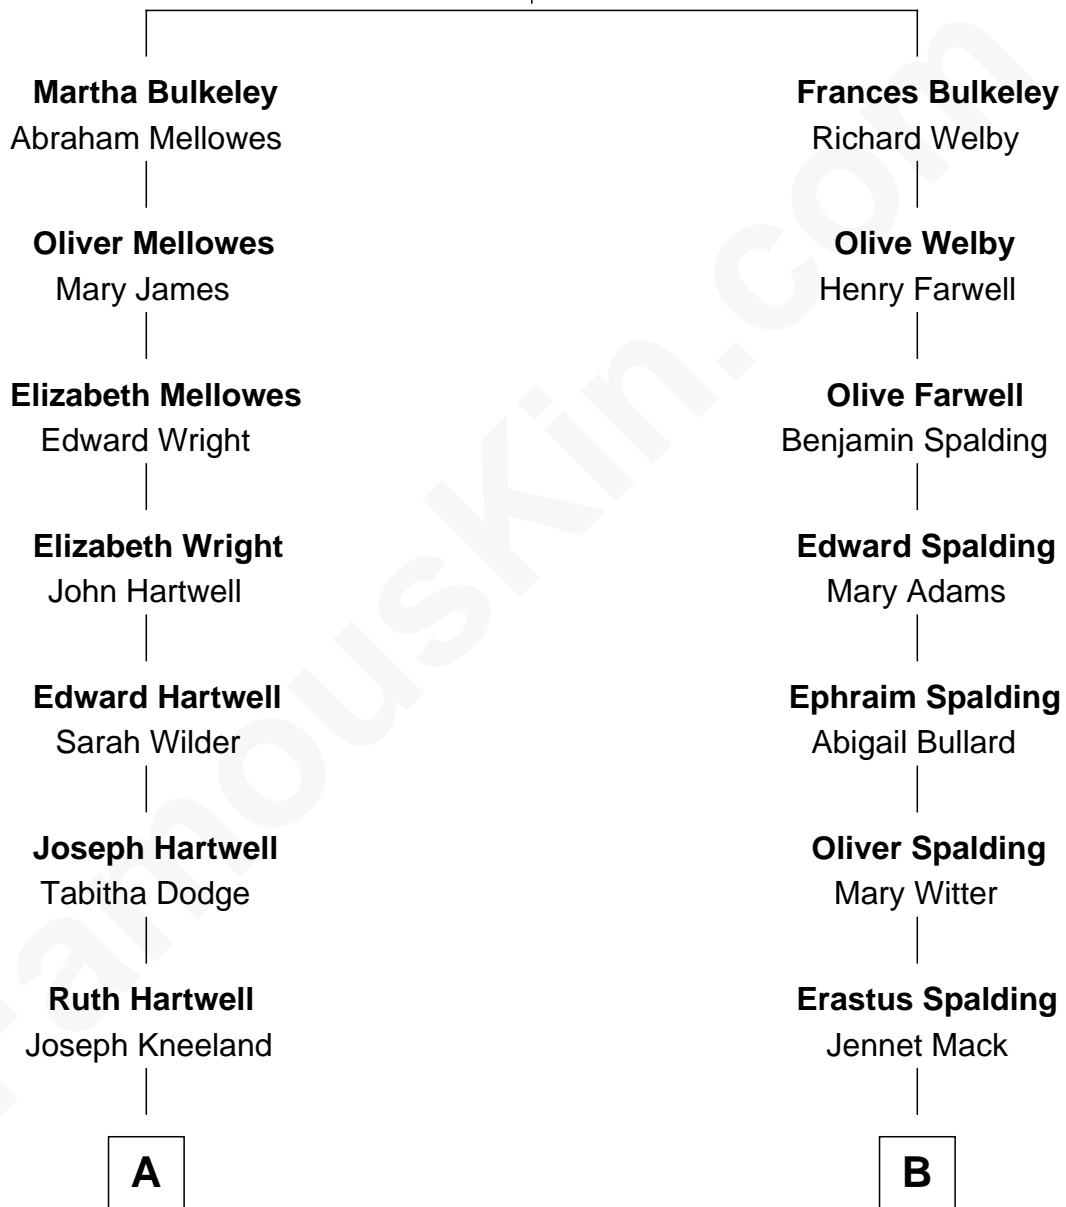 Martha Bulkeley
Abraham Mellowes
Oliver Mellowes
Mary James
Elizabeth Mellowes
Edward Wright
Elizabeth Wright
John Hartwell
Edward Hartwell
Sarah Wilder
Joseph Hartwell
Tabitha Dodge
Ruth Hartwell
Joseph Kneeland
A
Frances Bulkeley
Richard Welby
Olive Welby
Henry Farwell
Olive Farwell
Benjamin Spalding
Edward Spalding
Mary Adams
Ephraim Spalding
Abigail Bullard
Oliver Spalding
Mary Witter
Erastus Spalding
Jennet Mack
B
FamousKin.com